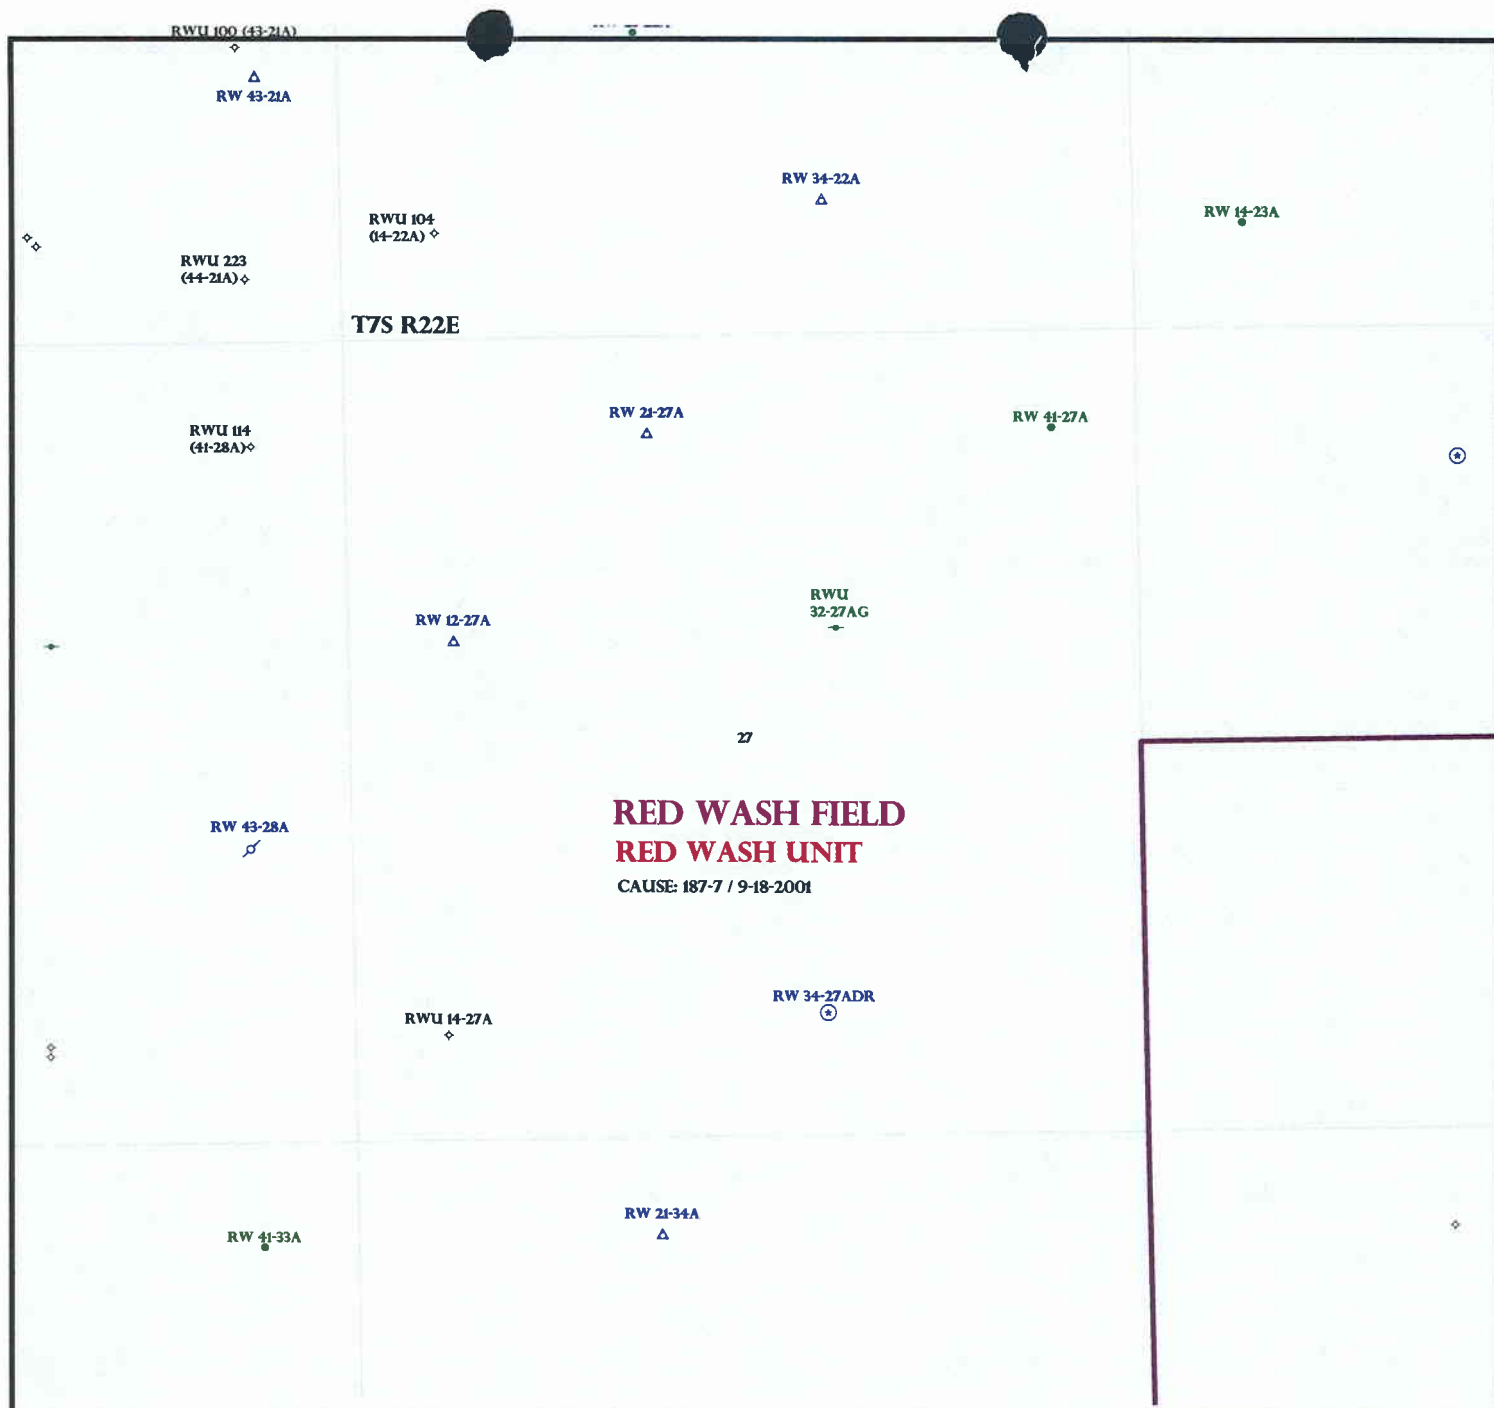 RWU 100 (43-21A)
RW 43-21A
RW 34-22A
RW 14-23A
RWU 104
(14-22A)
RWU 223
(44-21A)
T7S R22E
RW 21-27A
RW 41-27A
RWU 114
(41-28A)
RWU
32-27AG
RW 12-27A
27
RED WASH FIELD
RW 43-28A
RED WASH UNIT
CAUSE: 187-7 / 9-18-2001
RW 34-27ADR
RWU 14-27A
RW 21-34A
RW 41-33A